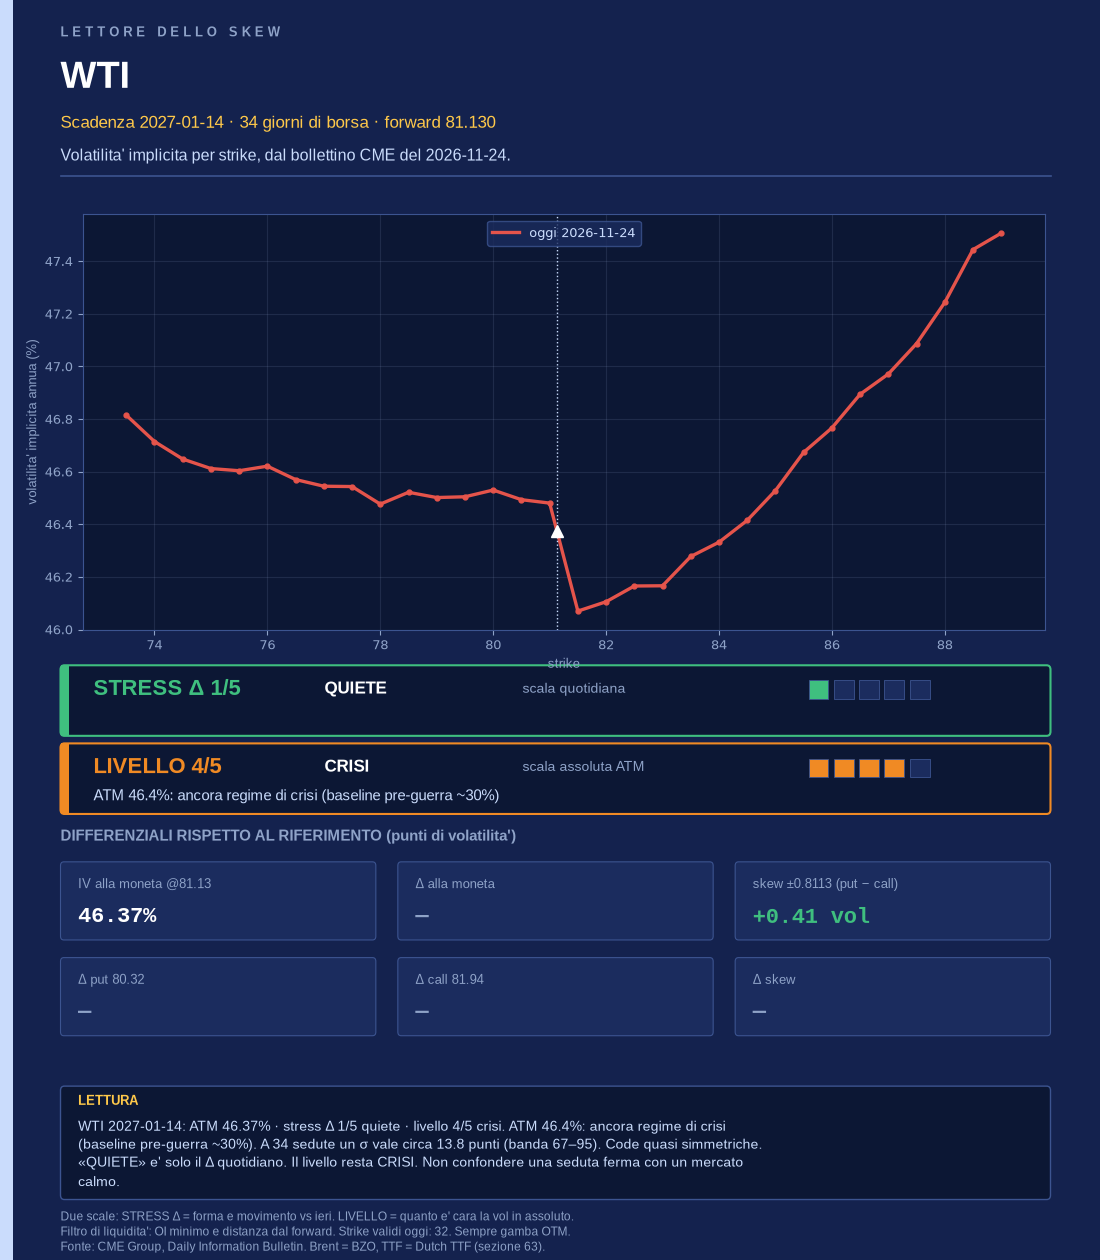 LETTORE DELLO SKEW
WTI
Scadenza 2027-01-14 · 34 giorni di borsa · forward 81.130
Volatilita' implicita per strike, dal bollettino CME del 2026-11-24.
oggi 2026-11-24
volatilita' implicita annua (%)
47.4
47.2
47.0
46.8
46.6
46.4
46.2
46.0
74 76 78 80 82 84 86 88
strike
STRESS Δ 1/5 QUIETE scala quotidiana
LIVELLO 4/5 CRISI scala assoluta ATM
ATM 46.4%: ancora regime di crisi (baseline pre-guerra ~30%)
DIFFERENZIALI RISPETTO AL RIFERIMENTO (punti di volatilita')
IV alla moneta @81.13 Δ alla moneta skew ±0.8113 (put − call)
46.37% — +0.41 vol
Δ put 80.32 Δ call 81.94 Δ skew
— — —
LETTURA
WTI 2027-01-14: ATM 46.37% · stress Δ 1/5 quiete · livello 4/5 crisi. ATM 46.4%: ancora regime di crisi
(baseline pre-guerra ~30%). A 34 sedute un σ vale circa 13.8 punti (banda 67–95). Code quasi simmetriche.
«QUIETE» e' solo il Δ quotidiano. Il livello resta CRISI. Non confondere una seduta ferma con un mercato
calmo.
Due scale: STRESS Δ = forma e movimento vs ieri. LIVELLO = quanto e' cara la vol in assoluto.
Filtro di liquidita': OI minimo e distanza dal forward. Strike validi oggi: 32. Sempre gamba OTM.
Fonte: CME Group, Daily Information Bulletin. Brent = BZO, TTF = Dutch TTF (sezione 63).